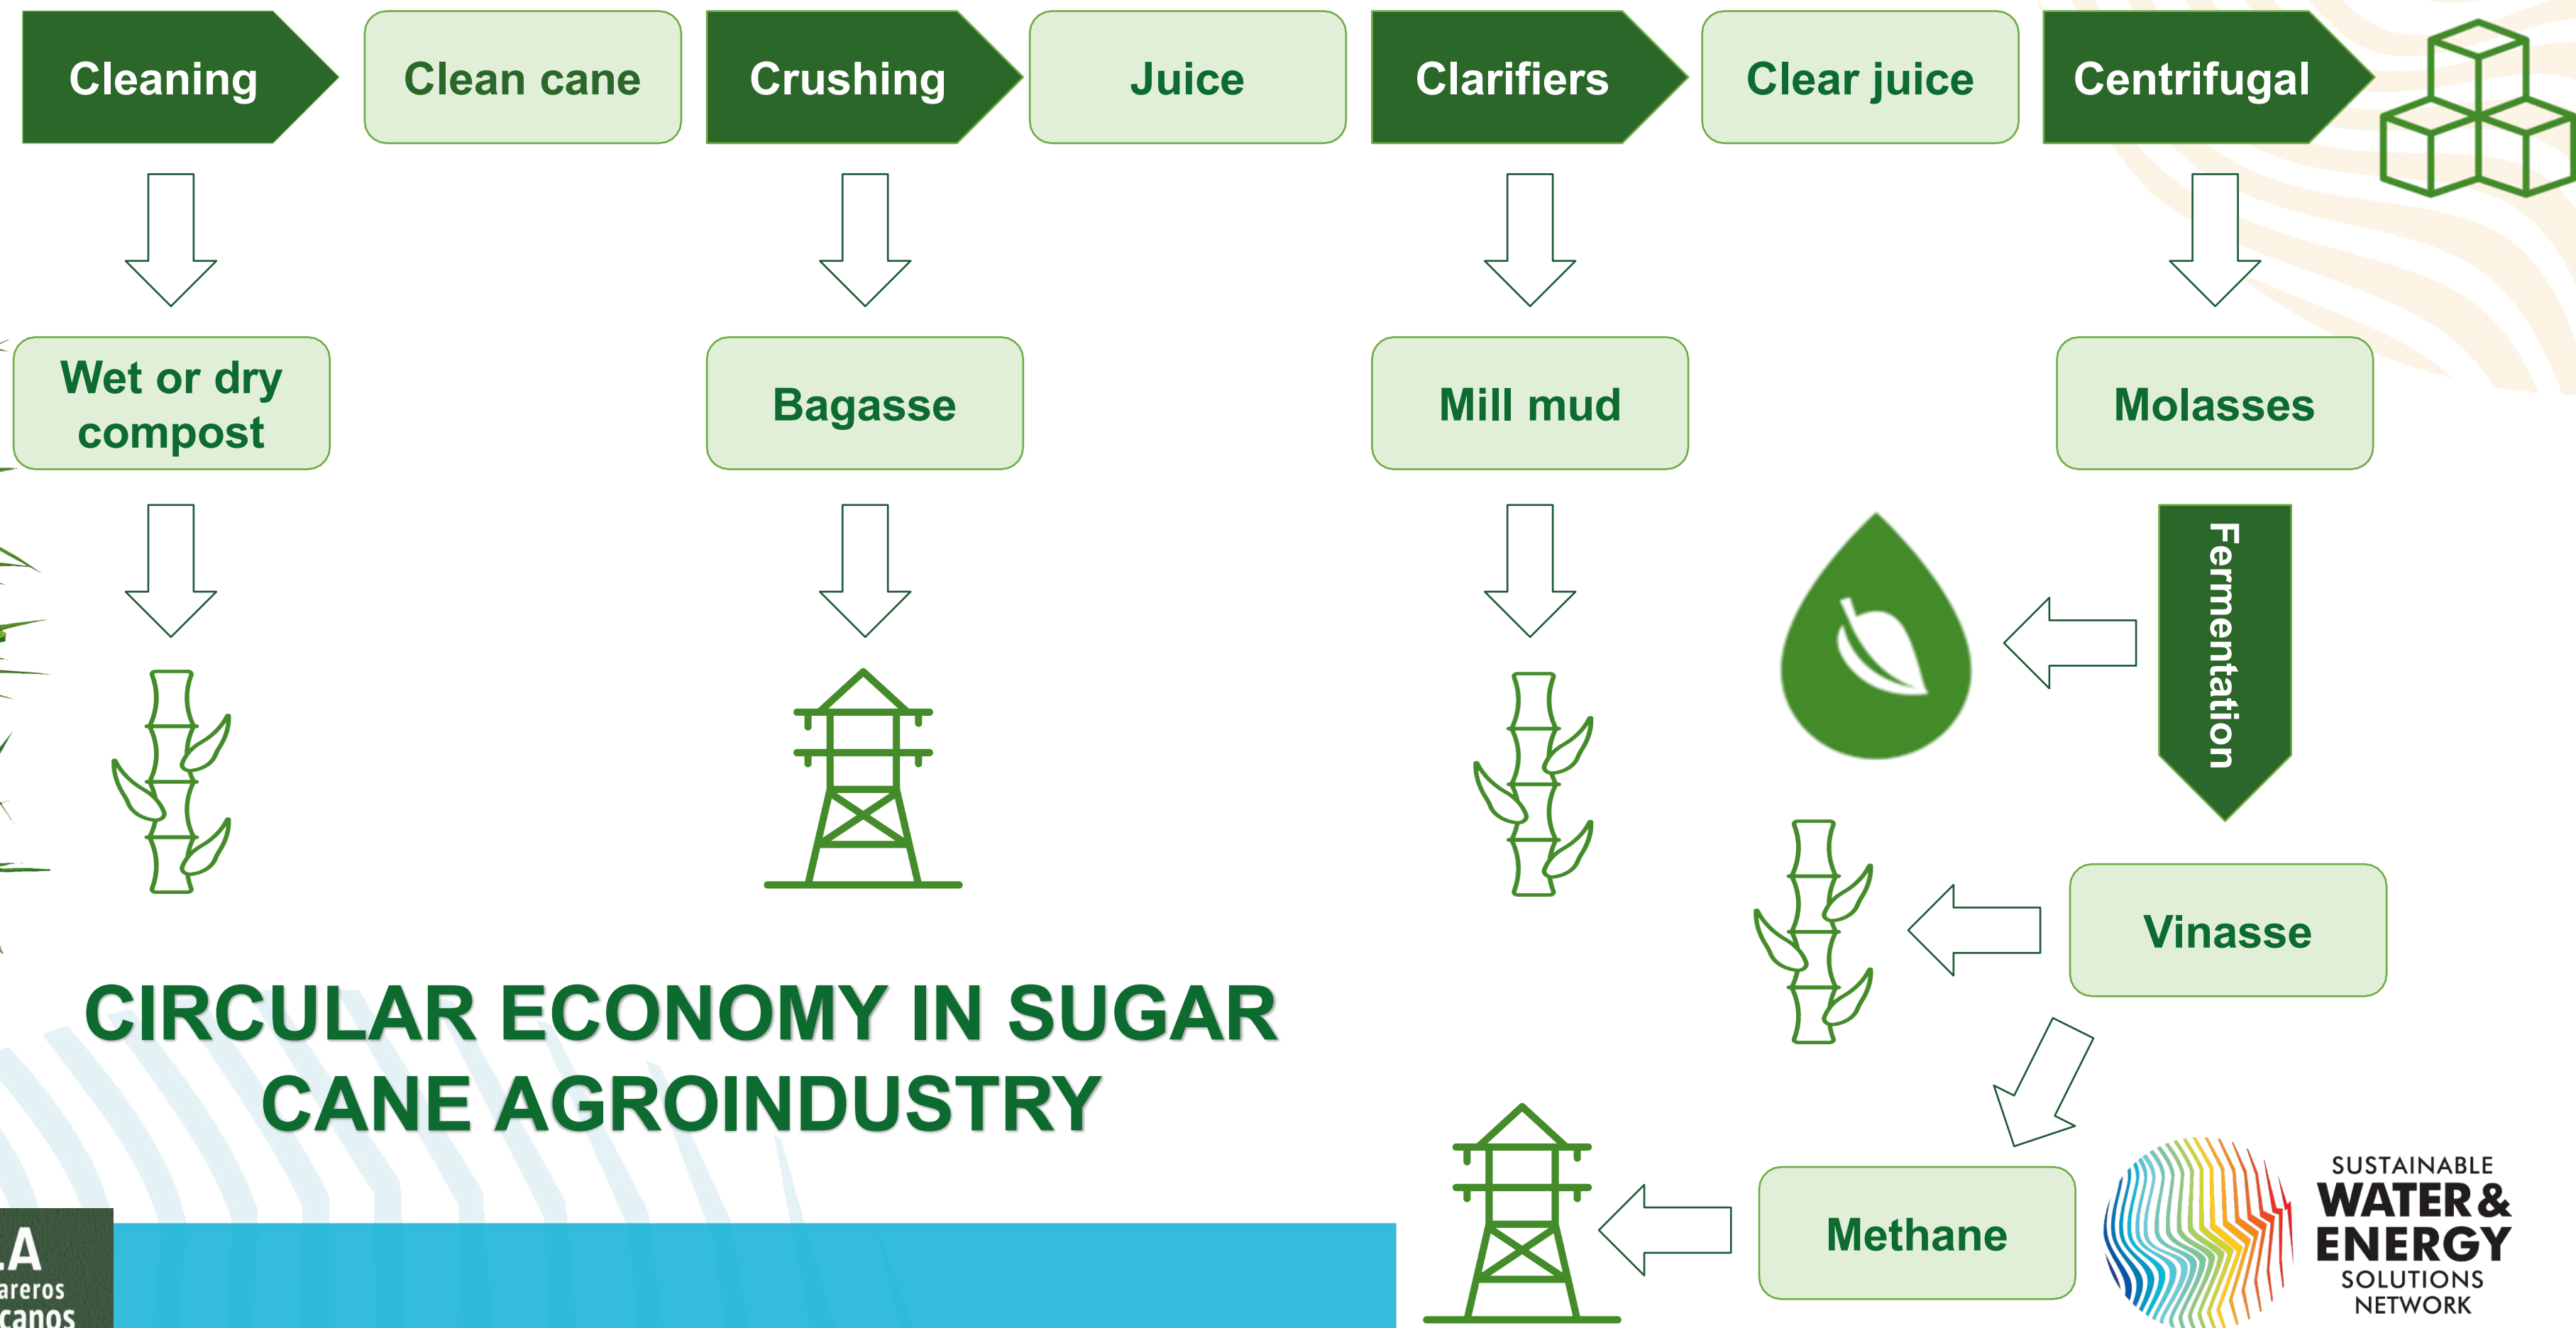 Cleaning
Clean cane
Crushing
Juice
Clarifiers
Clear juice
Centrifugal
Wet or dry
compost
Bagasse
Mill mud
Molasses
Fermentation
Vinasse
CIRCULAR ECONOMY IN SUGAR
CANE AGROINDUSTRY
Methane
SUSTAINABLE
WATER &
ENERGY
SOLUTIONS
NETWORK